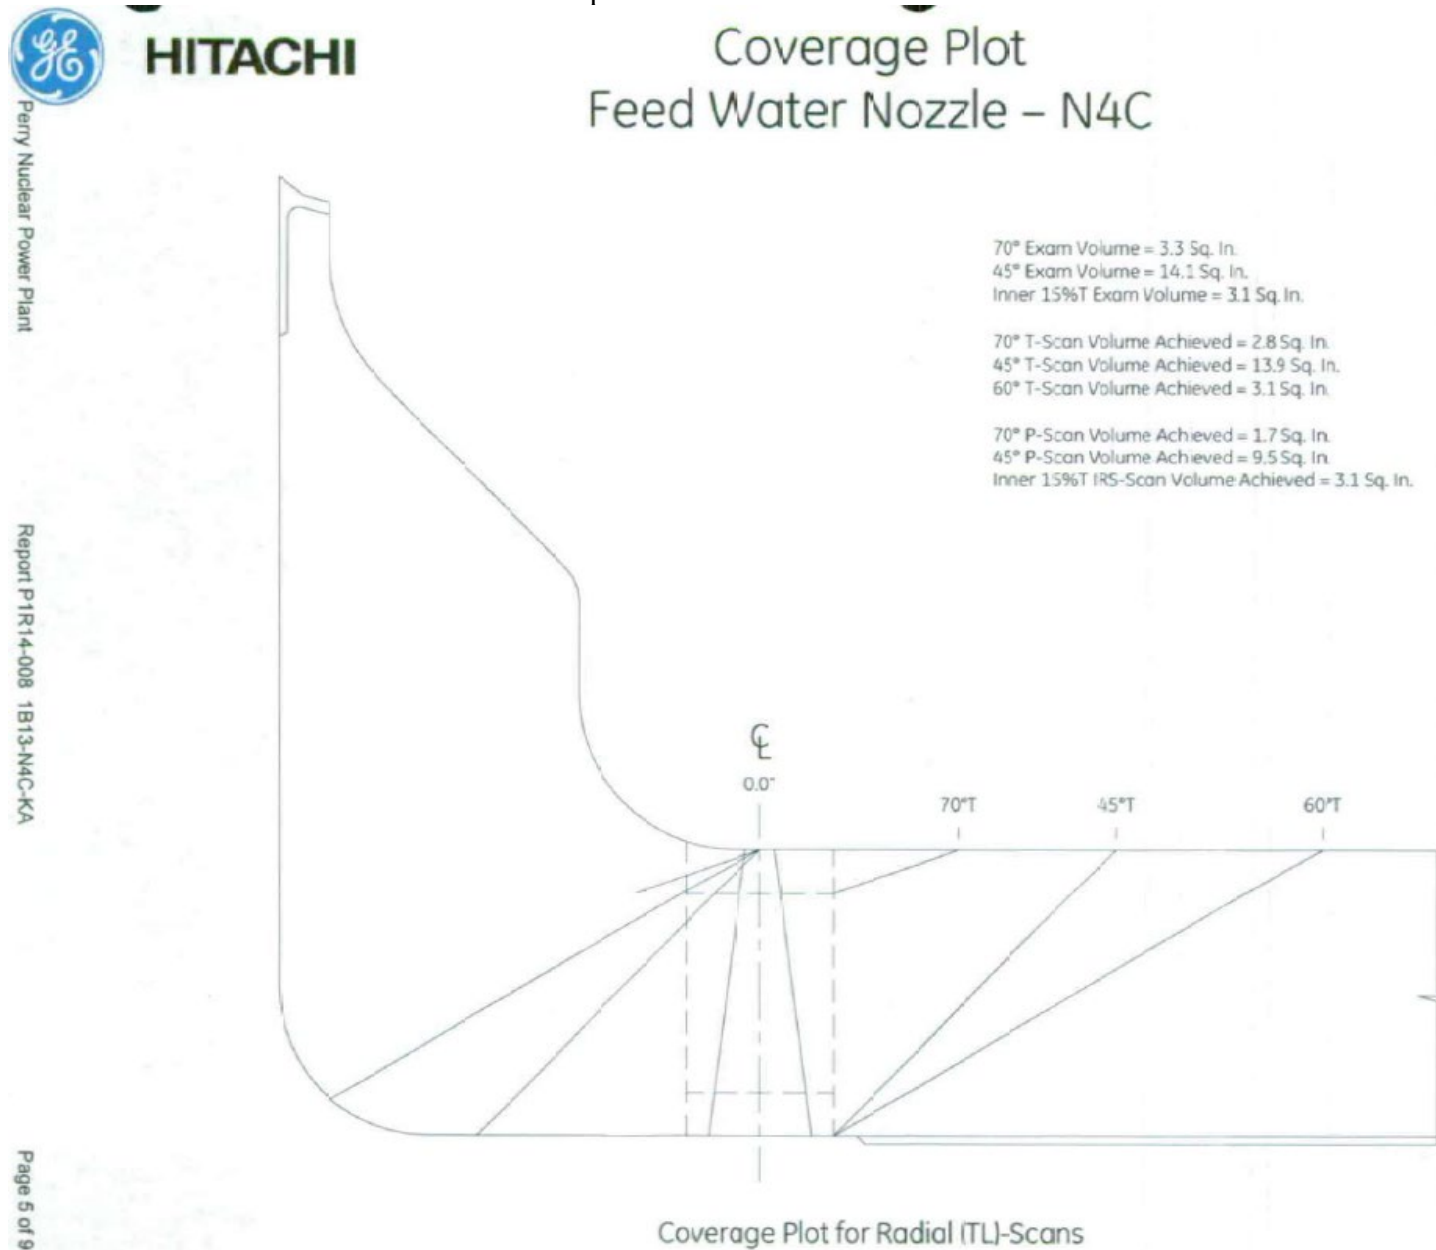 GE
HITACHI
Coverage Plot
Feed Water Nozzle – N4C
Perry Nuclear Power Plant
Report P1R14-008 1B13-N4C-KA
Page 5 of 9
70° Exam Volume = 3.3 Sq. In.
45° Exam Volume = 14.1 Sq. In.
Inner 15%T Exam Volume = 3.1 Sq. In.
70° T-Scan Volume Achieved = 2.8 Sq. In.
45° T-Scan Volume Achieved = 13.9 Sq. In.
60° T-Scan Volume Achieved = 3.1 Sq. In.
70° P-Scan Volume Achieved = 1.7 Sq. In.
45° P-Scan Volume Achieved = 9.5 Sq. In.
Inner 15%T IRS-Scan Volume Achieved = 3.1 Sq. In.
℄
0.0"
70°T
45°T
60°T
Coverage Plot for Radial (TL)-Scans